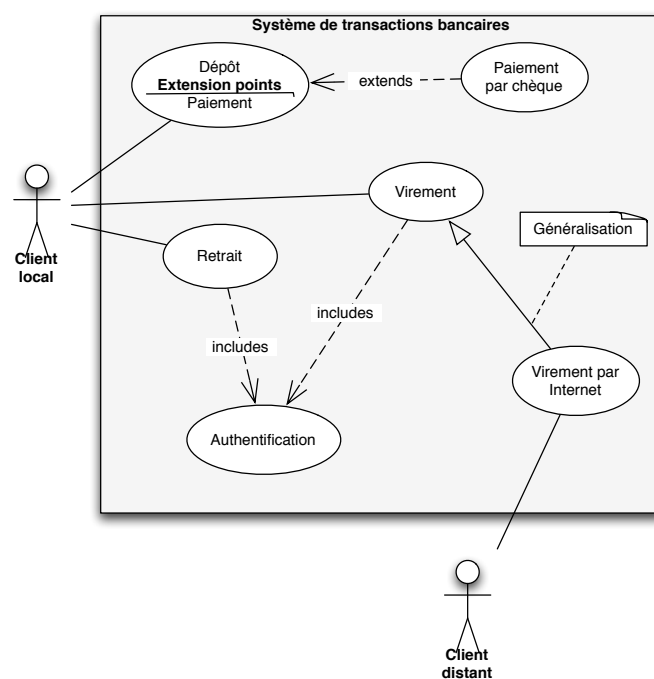 Système de transactions bancaires
Dépôt
Extension points
Paiement
extends
Paiement
par chèque
Virement
Généralisation
Client
local
Retrait
includes
includes
Virement par
Internet
Authentification
Client
distant